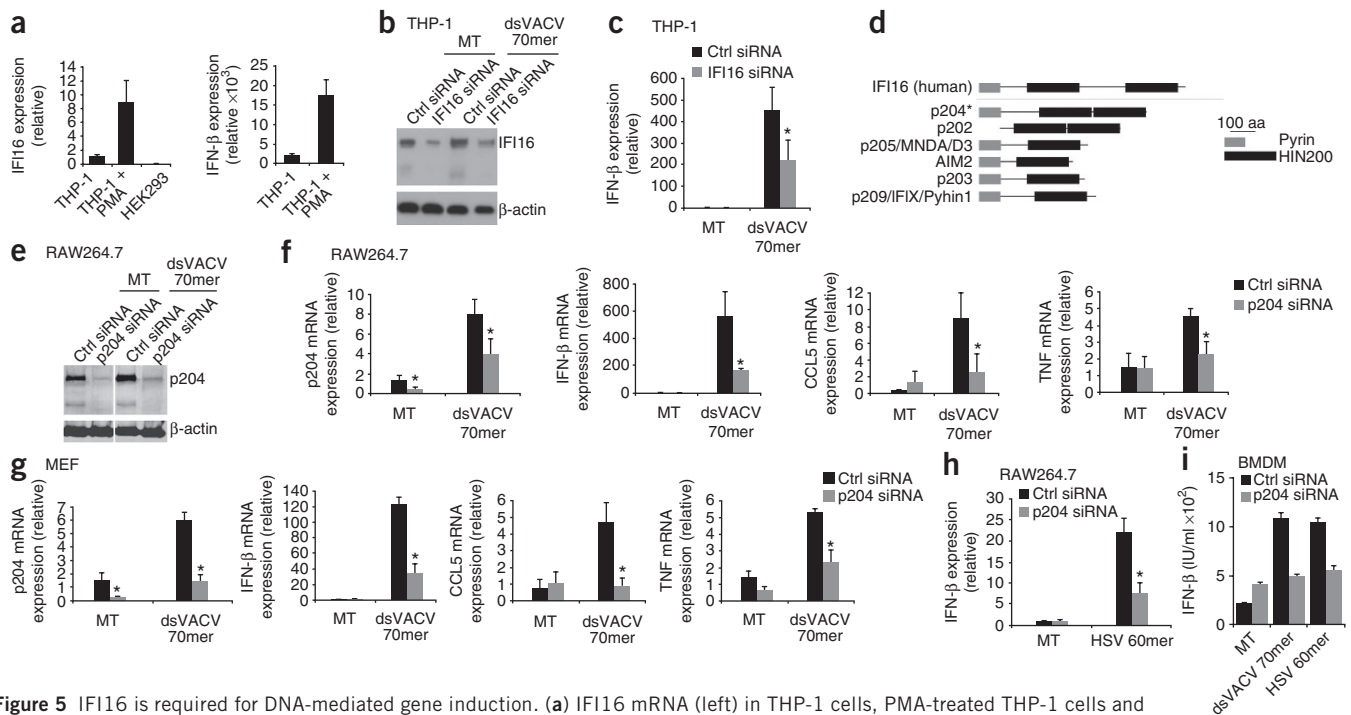 a
IFI16 expression
(relative)
14
12
10
8
6
4
2
0
THP-1
THP-1 +
PMA
HEK293
IFN-β expression
(relative ×10³)
25
20
15
10
5
0
THP-1
THP-1 +
PMA
b
THP-1
MT
dsVACV
70mer
Ctrl siRNA
IFI16 siRNA
Ctrl siRNA
IFI16 siRNA
IFI16
β-actin
c
THP-1
Ctrl siRNA
IFI16 siRNA
IFN-β expression
(relative)
600
500
400
300
200
100
0
*
MT
dsVACV
70mer
d
IFI16 (human)
p204*
p202
p205/MNDA/D3
AIM2
p203
p209/IFIX/Pyhin1
100 aa
Pyrin
HIN200
e
RAW264.7
MT
dsVACV
70mer
Ctrl siRNA
p204 siRNA
Ctrl siRNA
p204 siRNA
p204
β-actin
f
RAW264.7
p204 mRNA
expression (relative)
10
8
6
4
2
0
*
*
MT
dsVACV
70mer
IFN-β mRNA
expression (relative)
800
600
400
200
0
*
MT
dsVACV
70mer
CCL5 mRNA
expression (relative)
12
10
8
6
4
2
0
*
MT
dsVACV
70mer
TNF mRNA
expression (relative)
6
5
4
3
2
1
0
*
MT
dsVACV
70mer
Ctrl siRNA
p204 siRNA
g
MEF
p204 mRNA
expression (relative)
7
6
5
4
3
2
1
0
*
*
MT
dsVACV
70mer
IFN-β mRNA
expression (relative)
140
120
100
80
60
40
20
0
*
MT
dsVACV
70mer
CCL5 mRNA
expression (relative)
6
5
4
3
2
1
0
*
MT
dsVACV
70mer
TNF mRNA
expression (relative)
6
5
4
3
2
1
0
*
MT
dsVACV
70mer
Ctrl siRNA
p204 siRNA
h
RAW264.7
Ctrl siRNA
p204 siRNA
IFN-β expression
(relative)
30
25
20
15
10
5
0
*
MT
HSV 60mer
i
BMDM
Ctrl siRNA
p204 siRNA
IFN-β (IU/ml ×10²)
15
10
5
0
MT
dsVACV 70mer
HSV 60mer
Figure 5 IFI16 is required for DNA-mediated gene induction. (a) IFI16 mRNA (left) in THP-1 cells, PMA-treated THP-1 cells and